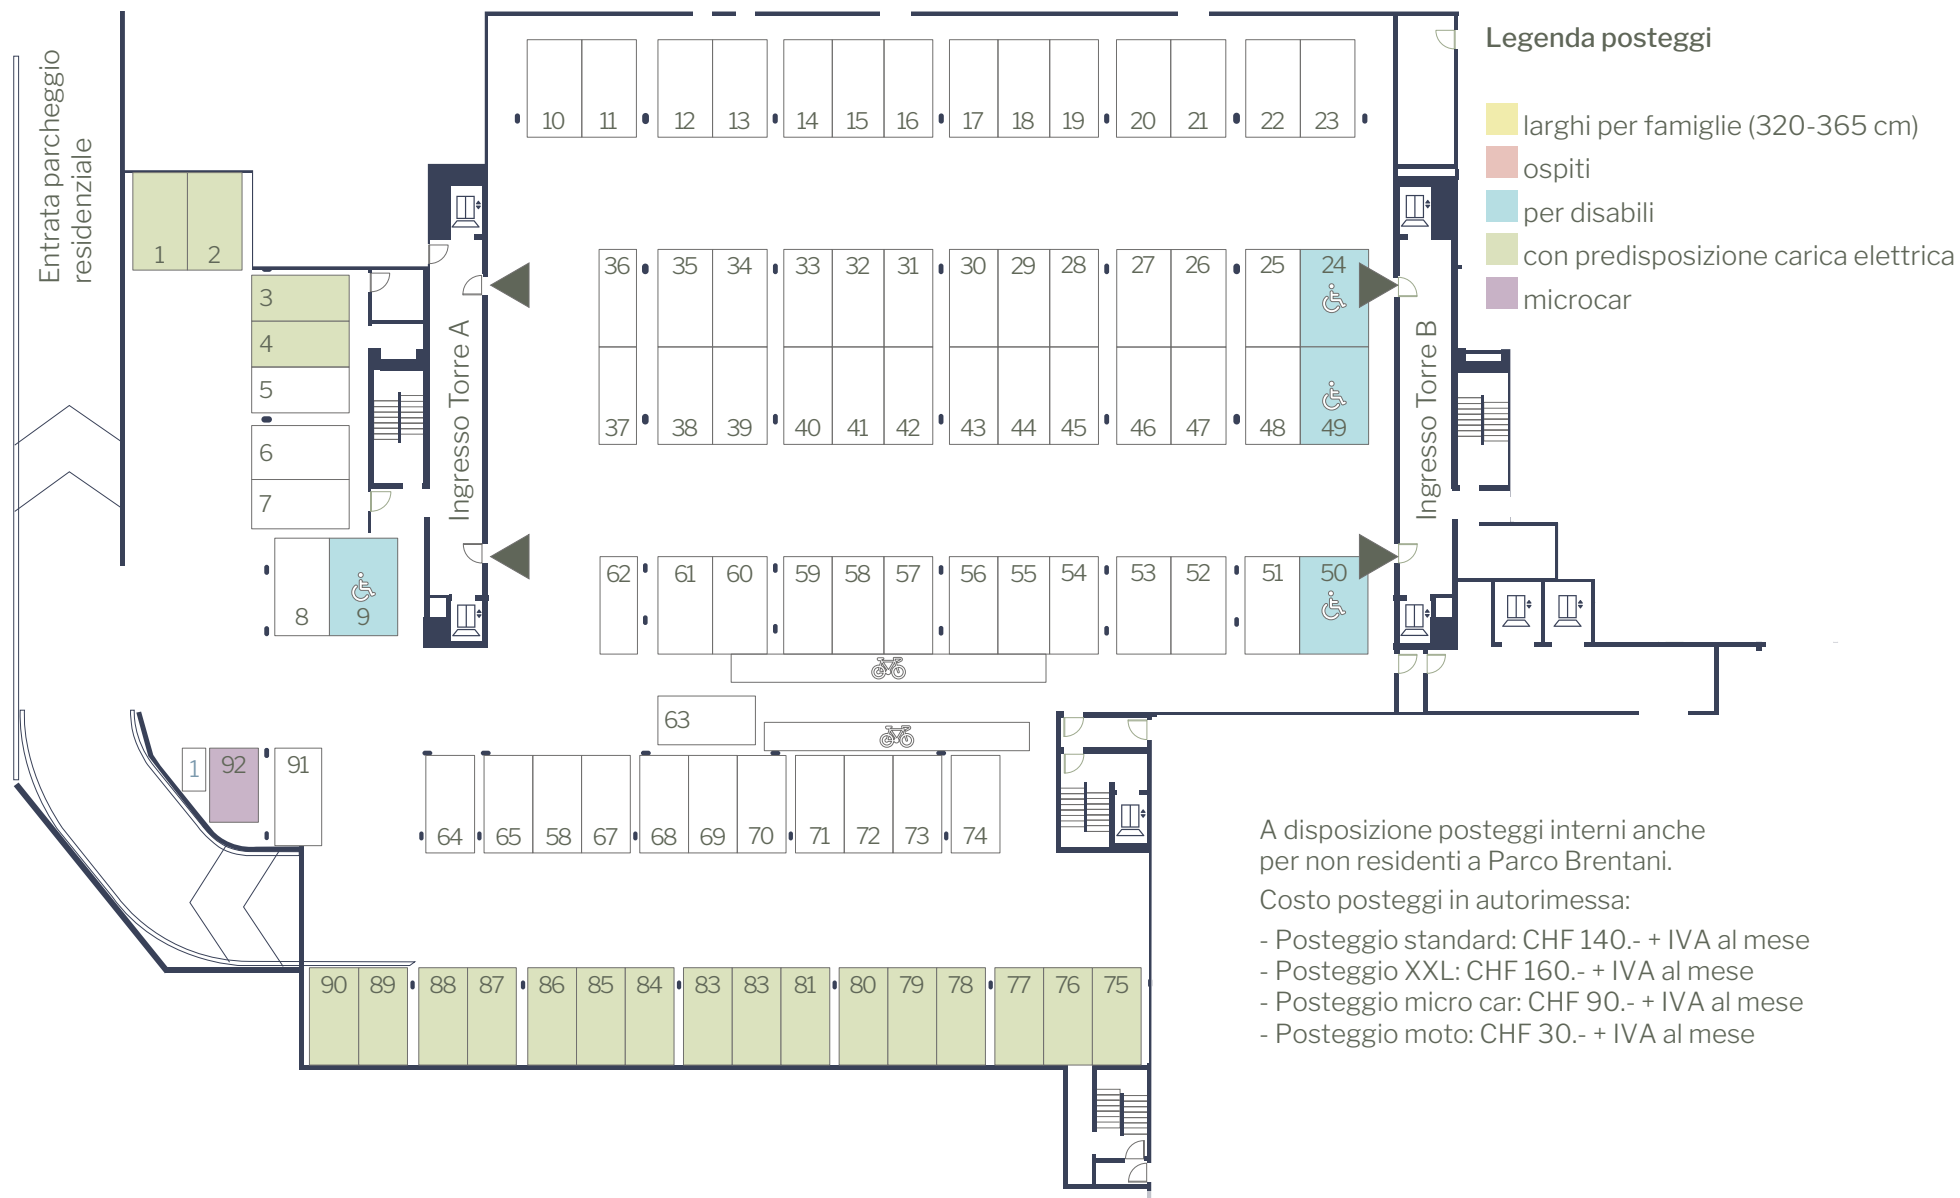 Entrata parcheggio
residenziale
10 11 12 13 14 15 16 17 18 19 20 21 22 23
Legenda posteggi
larghi per famiglie (320-365 cm)
ospiti
per disabili
con predisposizione carica elettrica
microcar
1 2
3
4
5
6
7
8 9
Ingresso Torre A
36 35 34 33 32 31 30 29 28 27 26 25 24
37 38 39 40 41 42 43 44 45 46 47 48 49
Ingresso Torre B
62 61 60 59 58 57 56 55 54 53 52 51 50
63
1 92 91
64 65 58 67 68 69 70 71 72 73 74
90 89 88 87 86 85 84 83 83 81 80 79 78 77 76 75
A disposizione posteggi interni anche
per non residenti a Parco Brentani.
Costo posteggi in autorimessa:
- Posteggio standard: CHF 140.- + IVA al mese
- Posteggio XXL: CHF 160.- + IVA al mese
- Posteggio micro car: CHF 90.- + IVA al mese
- Posteggio moto: CHF 30.- + IVA al mese